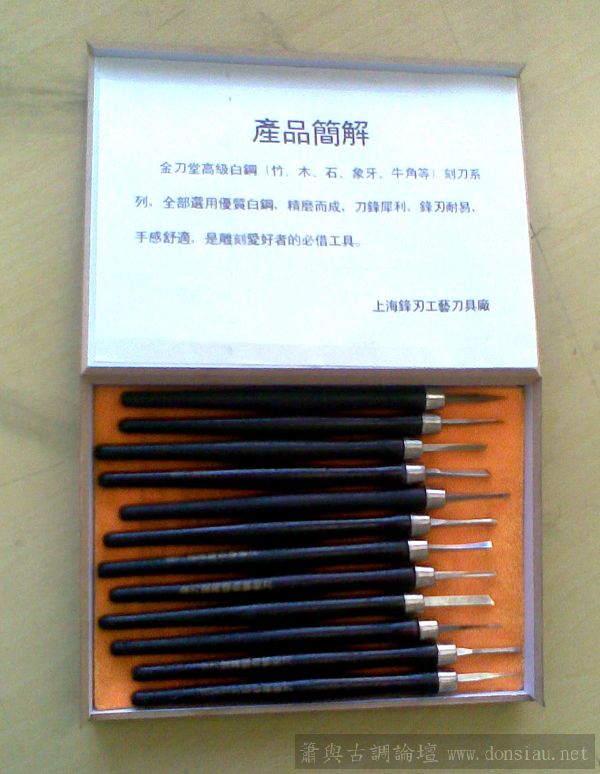 產品簡解
金刀堂高級白鋼（竹、木、石、象牙、牛角等）刻刀系
列，全部選用優質白鋼，精磨而成，刀鋒犀利，鋒刃耐易，
手感舒適，是雕刻愛好者的必借工具。
上海鋒刃工藝刀具廠
蕭與古調論壇 www.donsiau.net